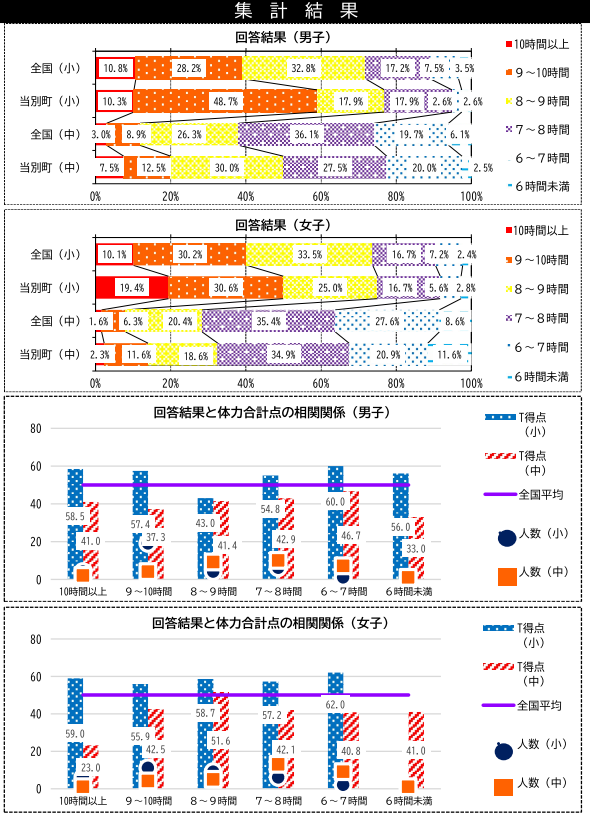 集計結果
回答結果（男子）
全国（小） 10.8% 28.2% 32.8% 17.2% 7.5% 3.5%
当別町（小） 10.3% 48.7% 17.9% 17.9% 2.6% 2.6%
全国（中） 3.0% 8.9% 26.3% 36.1% 19.7% 6.1%
当別町（中） 7.5% 12.5% 30.0% 27.5% 20.0% 2.5%
0% 20% 40% 60% 80% 100%
10時間以上
９～10時間
８～９時間
７～８時間
６～７時間
６時間未満
回答結果（女子）
全国（小） 10.1% 30.2% 33.5% 16.7% 7.2% 2.4%
当別町（小） 19.4% 30.6% 25.0% 16.7% 5.6% 2.8%
全国（中） 1.6% 6.3% 20.4% 35.4% 27.6% 8.6%
当別町（中） 2.3% 11.6% 18.6% 34.9% 20.9% 11.6%
0% 20% 40% 60% 80% 100%
10時間以上
９～10時間
８～９時間
７～８時間
６～７時間
６時間未満
回答結果と体力合計点の相関関係（男子）
80
60
40
20
0
58.5 57.4 43.0 54.8 60.0 56.0
41.0 37.3 41.4 42.9 46.7 33.0
10時間以上 ９～10時間 ８～９時間 ７～８時間 ６～７時間 ６時間未満
T得点
（小）
T得点
（中）
全国平均
人数（小）
人数（中）
回答結果と体力合計点の相関関係（女子）
80
60
40
20
0
59.0 55.9 58.7 57.2 62.0
23.0 42.5 51.6 42.1 40.8 41.0
10時間以上 ９～10時間 ８～９時間 ７～８時間 ６～７時間 ６時間未満
T得点
（小）
T得点
（中）
全国平均
人数（小）
人数（中）